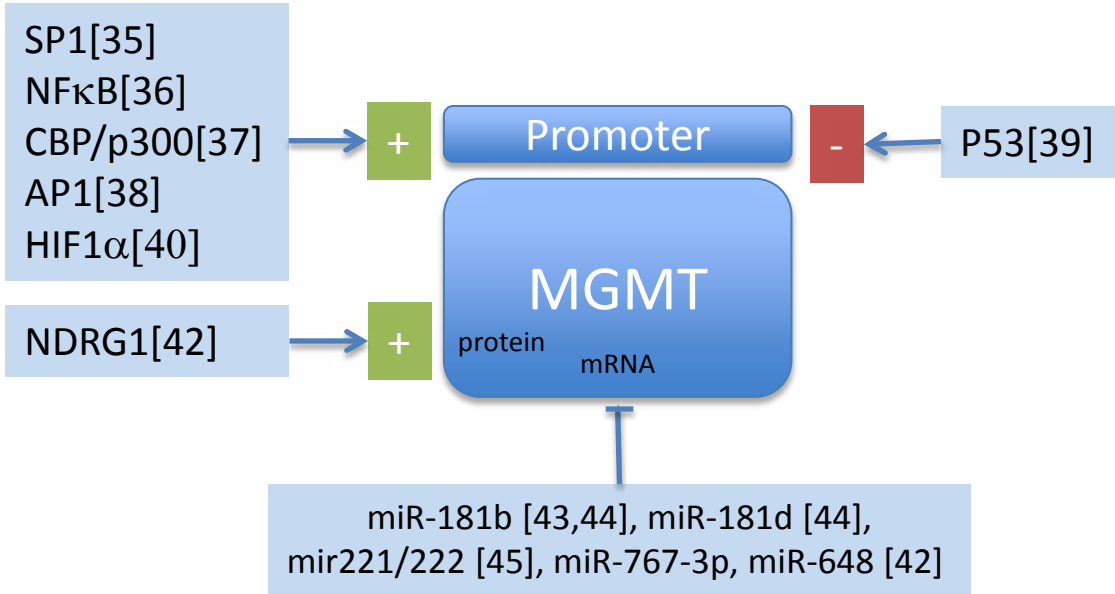 SP1[35]
NFκB[36]
CBP/p300[37]
AP1[38]
HIF1α[40]
+
Promoter
-
P53[39]
NDRG1[42]
+
MGMT
protein
mRNA
miR-181b [43,44], miR-181d [44],
mir221/222 [45], miR-767-3p, miR-648 [42]